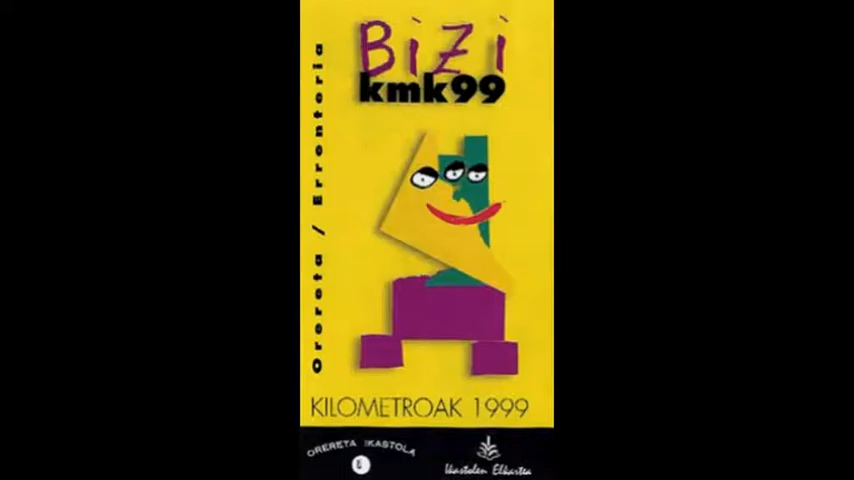 BiZi
kmk99
Orereta / Errenteria
KILOMETROAK 1999
ORERETA IKASTOLA
Ikastolen Elkartea